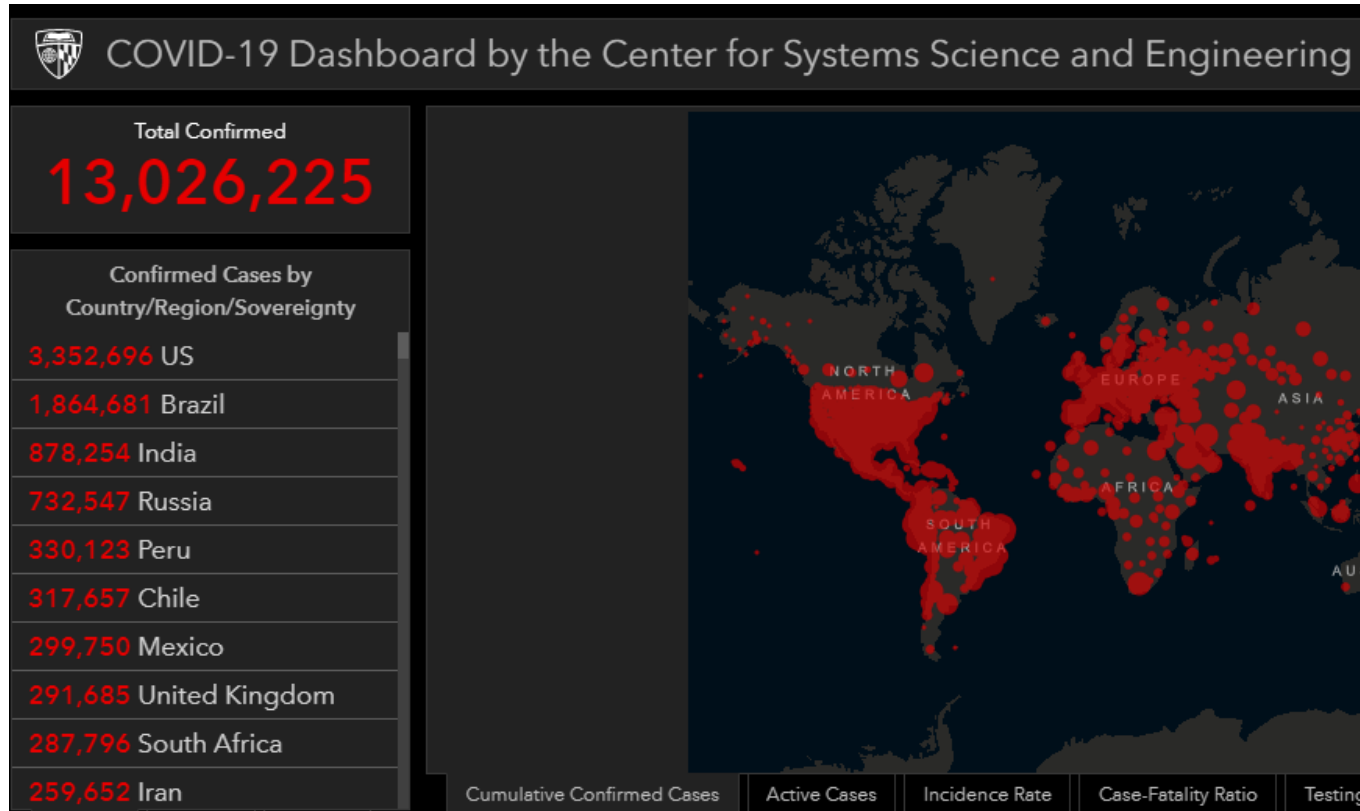 COVID-19 Dashboard by the Center for Systems Science and Engineering
Total Confirmed
13,026,225
Confirmed Cases by
Country/Region/Sovereignty
3,352,696 US
1,864,681 Brazil
878,254 India
732,547 Russia
330,123 Peru
317,657 Chile
299,750 Mexico
291,685 United Kingdom
287,796 South Africa
259,652 Iran
NORTH
AMERICA
EUROPE
ASIA
AFRICA
SOUTH
AMERICA
AU
Cumulative Confirmed Cases
Active Cases
Incidence Rate
Case-Fatality Ratio
Testing